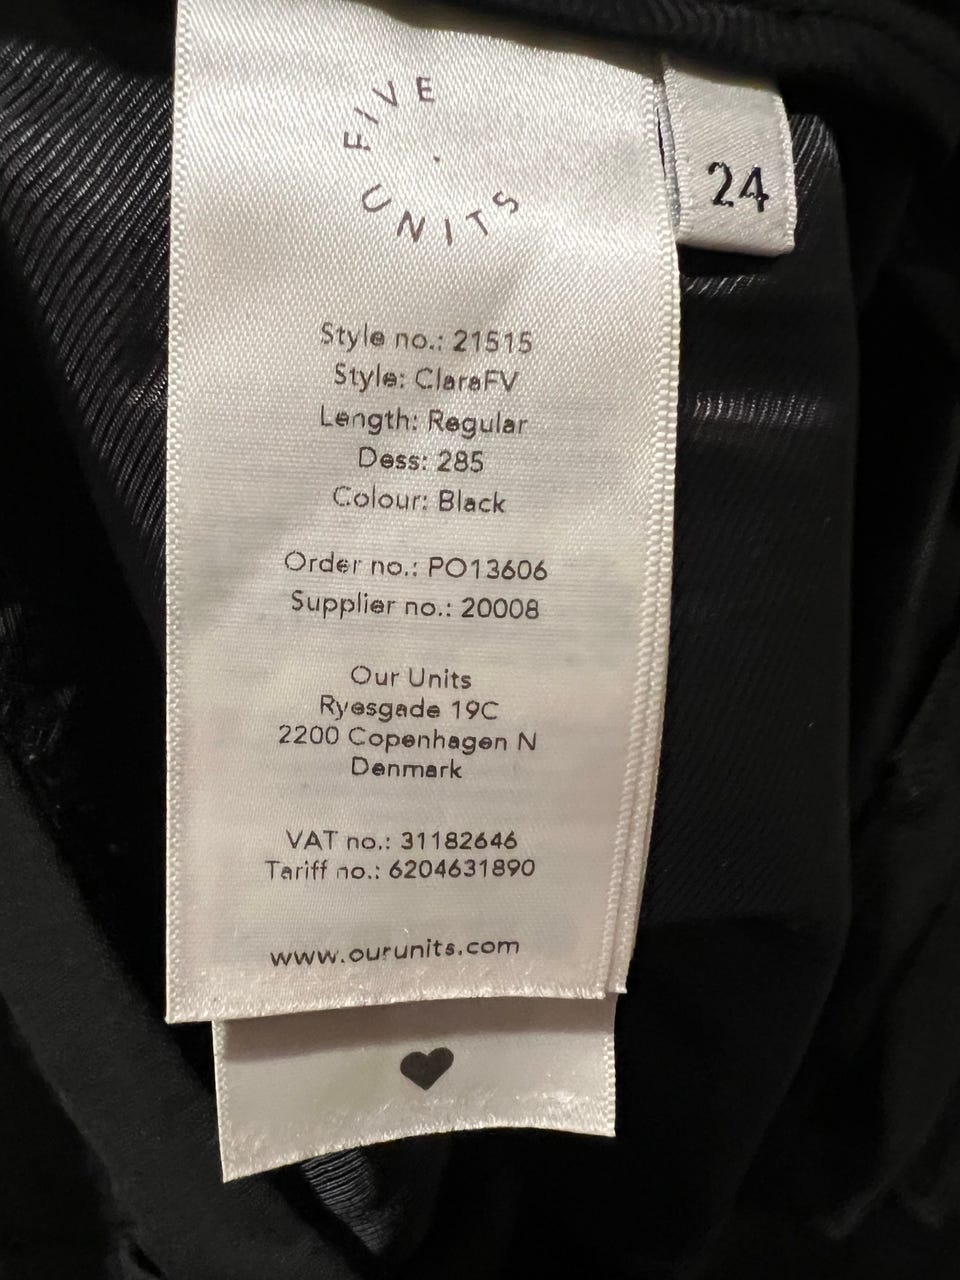 FIVE
UNITS
24
Style no.: 21515
Style: ClaraFV
Length: Regular
Dess: 285
Colour: Black
Order no.: PO13606
Supplier no.: 20008
Our Units
Ryesgade 19C
2200 Copenhagen N
Denmark
VAT no.: 31182646
Tariff no.: 6204631890
www.ourunits.com